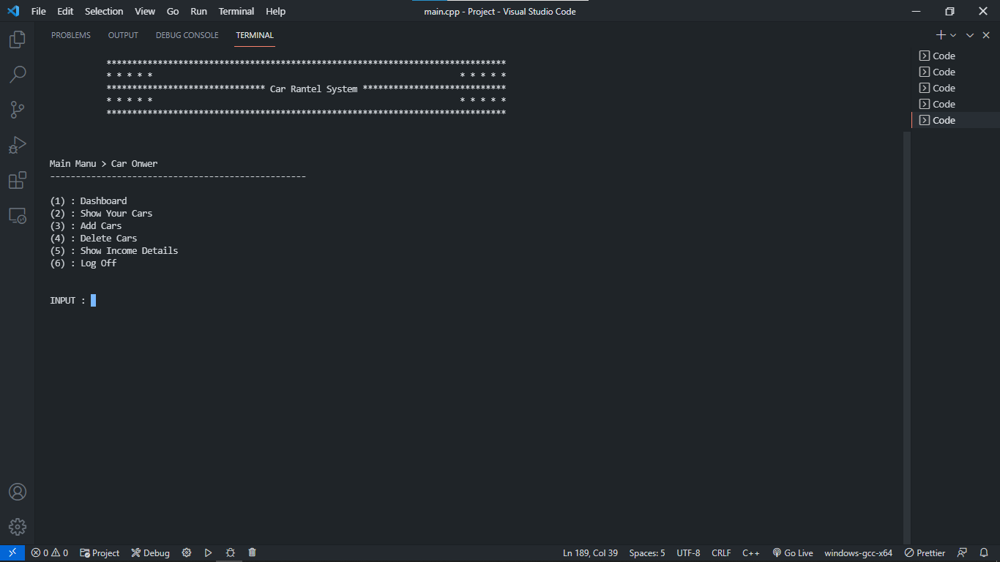 File Edit Selection View Go Run Terminal Help main.cpp - Project - Visual Studio Code
PROBLEMS OUTPUT DEBUG CONSOLE TERMINAL
******************************************************************************
* * * * * * * * * *
******************************* Car Rantel System ****************************
* * * * * * * * * *
******************************************************************************
Main Manu > Car Onwer
--------------------------------------------------
(1) : Dashboard
(2) : Show Your Cars
(3) : Add Cars
(4) : Delete Cars
(5) : Show Income Details
(6) : Log Off
INPUT :
Code
Code
Code
Code
Code
0 0 Project Debug Ln 189, Col 39 Spaces: 5 UTF-8 CRLF C++ Go Live windows-gcc-x64 Prettier